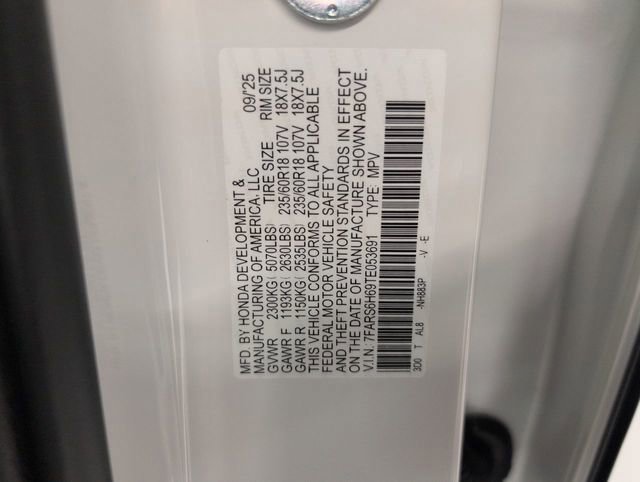 MFD. BY HONDA DEVELOPMENT & 09/'25
MANUFACTURING OF AMERICA, LLC
TIRE SIZE RIM SIZE
GVWR 2300KG ( 5070LBS)
GAWR F 1193KG ( 2630LBS) 235/60R18 107V 18X7.5J
GAWR R 1150KG ( 2535LBS) 235/60R18 107V 18X7.5J
THIS VEHICLE CONFORMS TO ALL APPLICABLE
FEDERAL MOTOR VEHICLE SAFETY
AND THEFT PREVENTION STANDARDS IN EFFECT
ON THE DATE OF MANUFACTURE SHOWN ABOVE.
V.I.N.: 7FARS6H69TE053691 TYPE: MPV
3D0 T AL8 -NH883P -V -E